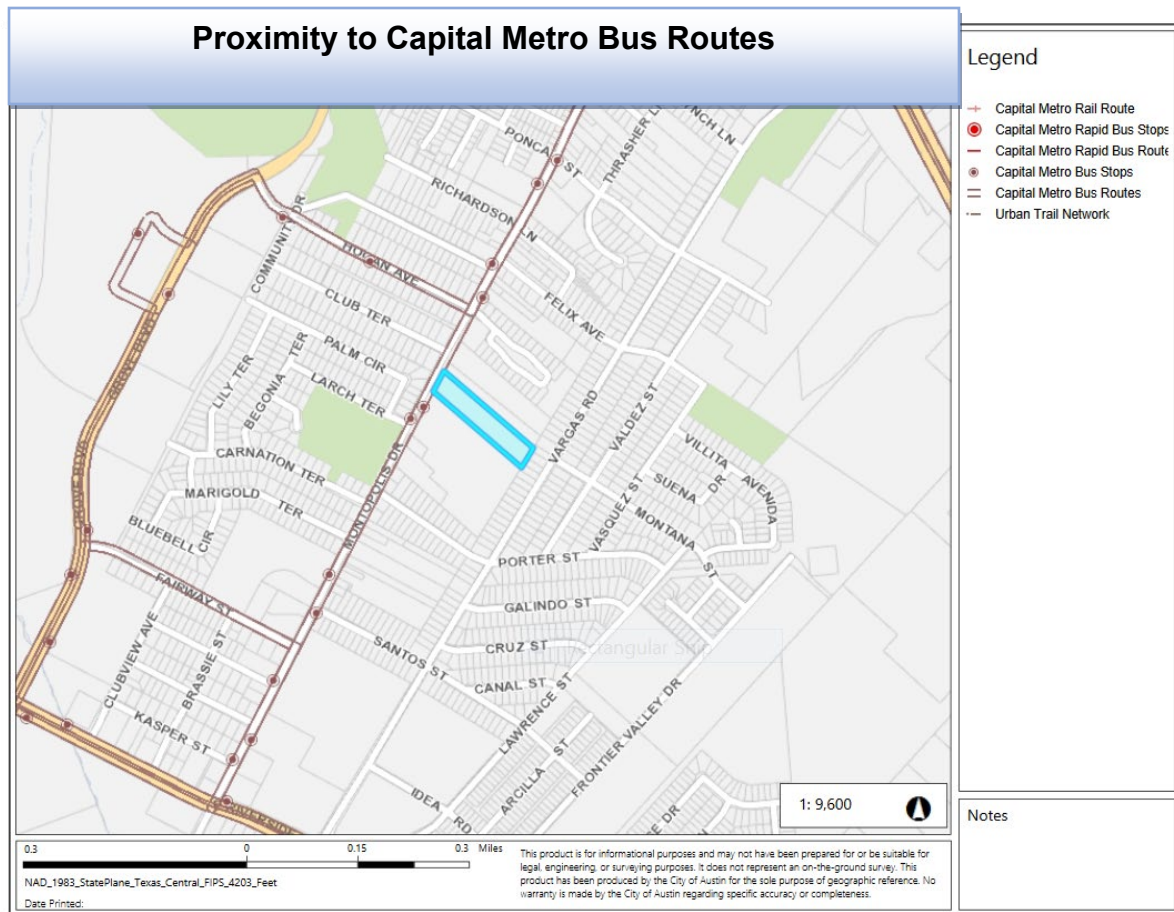 Proximity to Capital Metro Bus Routes
Legend
Capital Metro Rail Route
Capital Metro Rapid Bus Stops
Capital Metro Rapid Bus Route
Capital Metro Bus Stops
Capital Metro Bus Routes
Urban Trail Network
PONCA ST
THRASHER LN
RICHARDSON LN
COMMUNITY DR
HOGAN AVE
CLUB TER
FELIX AVE
PALM CIR
LILY TER
BEGONIA TER
LARCH TER
GROVE BLVD
VARGAS RD
VALDEZ ST
CARNATION TER
MONTOPOLIS DR
VILLITA AVENIDA
SUENA DR
MARIGOLD TER
VASQUEZ ST
MONTANA ST
GROVE BLVD
BLUEBELL CIR
PORTER ST
FAIRWAY ST
GALINDO ST
CLUBVIEW AVE
BRASSIE ST
SANTOS ST
CRUZ ST
CANAL ST
LAWRENCE ST
FRONTIER VALLEY DR
KASPER ST
ARCILLA ST
IDEA RD
RIVERSIDE
1: 9,600
Notes
0.3 0 0.15 0.3 Miles
NAD_1983_StatePlane_Texas_Central_FIPS_4203_Feet
Date Printed:
This product is for informational purposes and may not have been prepared for or be suitable for
legal, engineering, or surveying purposes. It does not represent an on-the-ground survey. This
product has been produced by the City of Austin for the sole purpose of geographic reference. No
warranty is made by the City of Austin regarding specific accuracy or completeness.